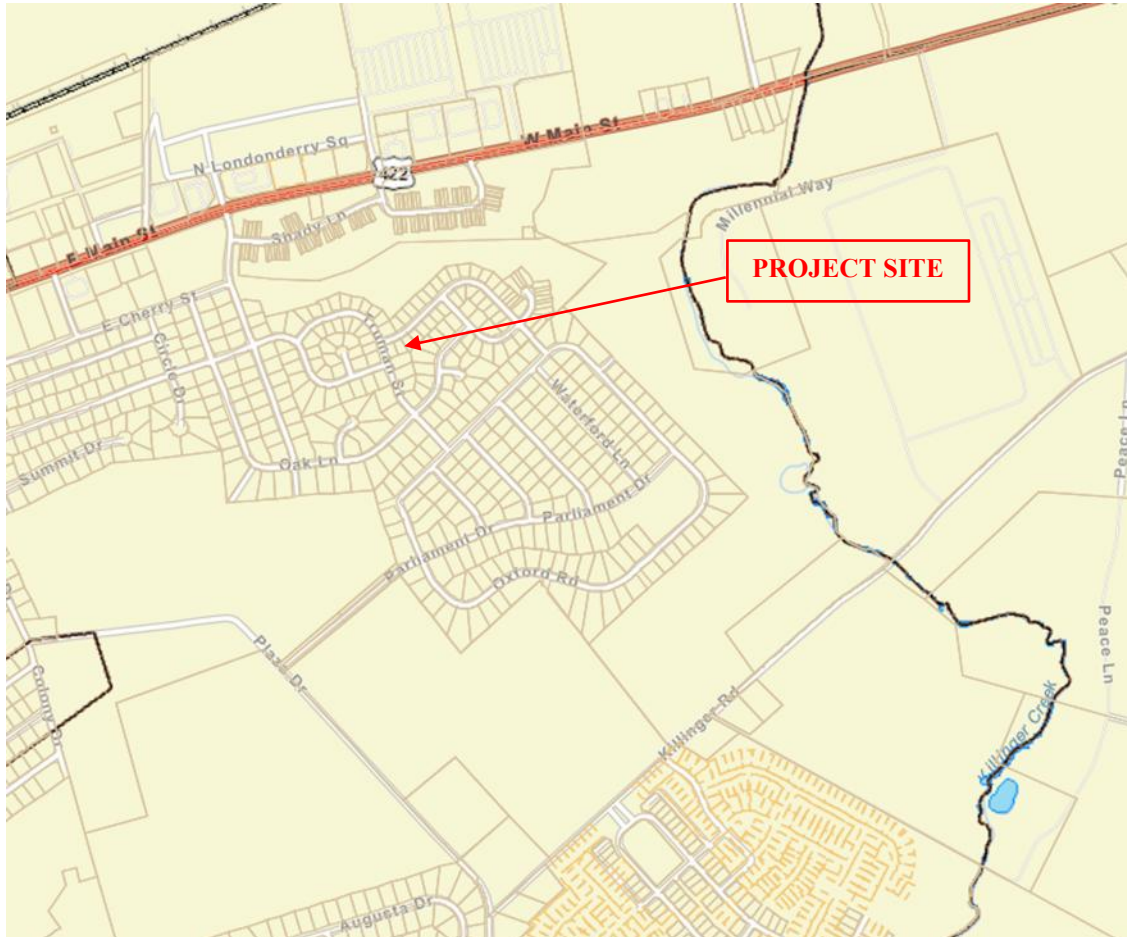 W Main St
N Londonderry Sq
422
Millennial Way
Shady Ln
E Main St
PROJECT SITE
E Cherry St
Truman St
Circle Dr
Peace Ln
Waterford Ln
Summit Dr
Oak Ln
Parliament Dr
Parliament Dr
Oxford Rd
Peace Ln
Plaza Dr
Colony Dr
Killinger Rd
Killinger Creek
Augusta Dr